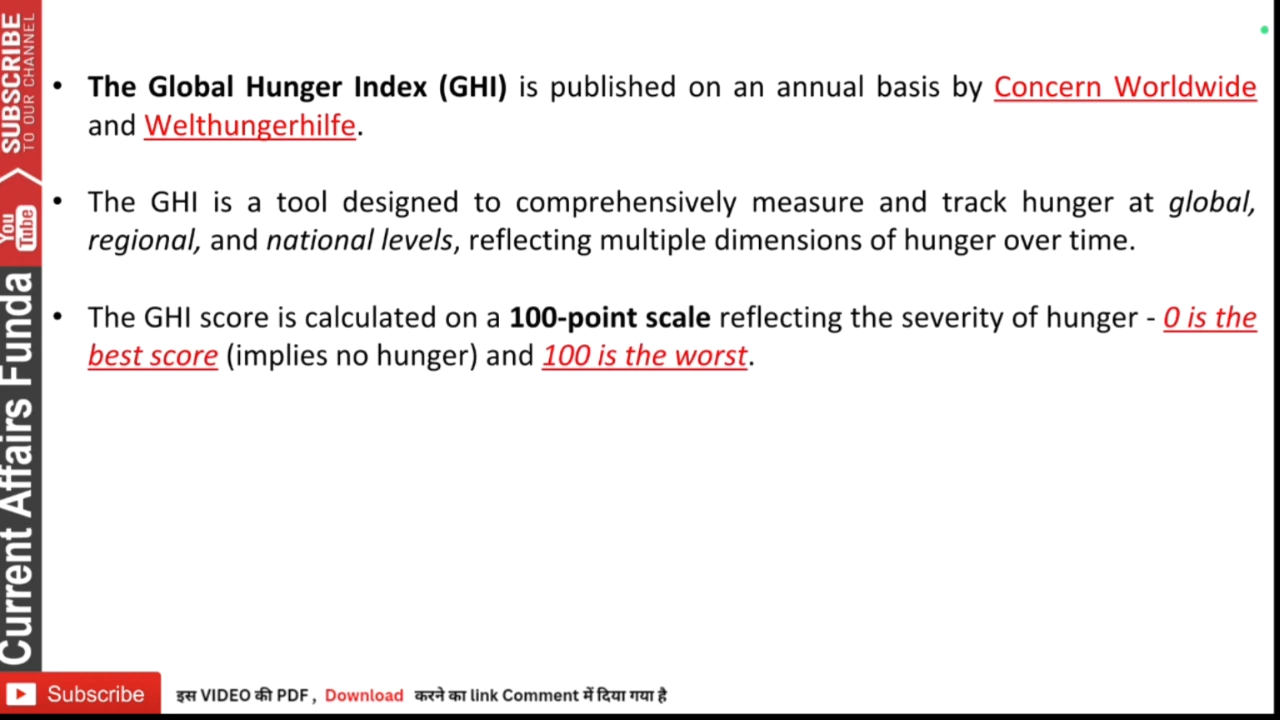 • The Global Hunger Index (GHI) is published on an annual basis by Concern Worldwide
and Welthungerhilfe.
• The GHI is a tool designed to comprehensively measure and track hunger at global,
regional, and national levels, reflecting multiple dimensions of hunger over time.
• The GHI score is calculated on a 100-point scale reflecting the severity of hunger - 0 is the
best score (implies no hunger) and 100 is the worst.
SUBSCRIBE
TO OUR CHANNEL
You
Tube
Current Affairs Funda
Subscribe
इस VIDEO की PDF , Download करने का link Comment में दिया गया है